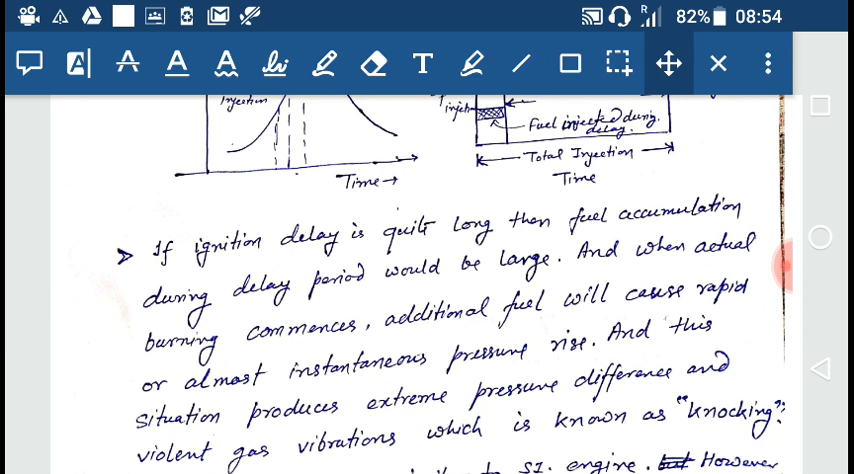 R 82% 08:54
T
Injection
Time →
Fuel injected during
delay.
Total Injection
Time
➤ If ignition delay is quite long then fuel accumulation
during delay period would be large. And when actual
burning commences, additional fuel will cause rapid
or almost instantaneous pressure rise. And this
situation produces extreme pressure difference and
violent gas vibrations which is known as "knocking".
to SI. engine. but However